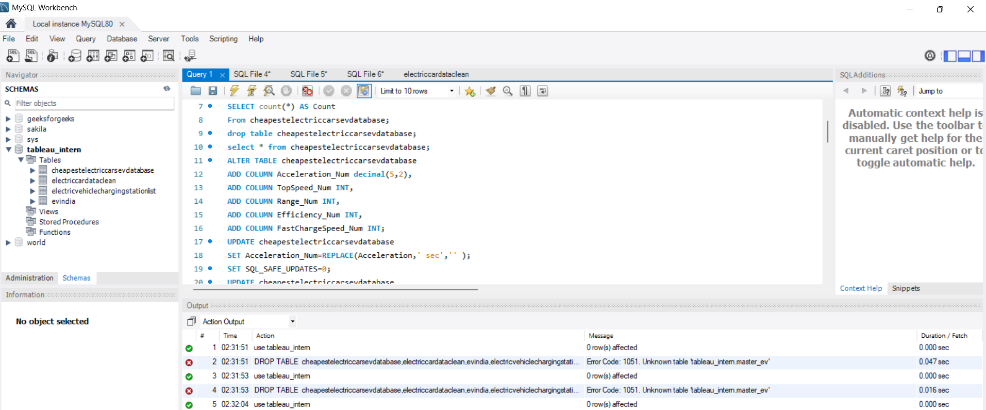 MySQL Workbench
Local instance MySQL80 ×
File Edit View Query Database Server Tools Scripting Help
Navigator
SCHEMAS
Filter objects
geeksforgeeks
sakila
sys
tableau_intern
Tables
cheapestelectriccarsevdatabase
electriccardataclean
electricvehiclechargingstationlist
evindia
Views
Stored Procedures
Functions
world
Administration Schemas
Information
No object selected
Query 1 × SQL File 4* SQL File 5* SQL File 6* electriccardataclean
Limit to 10 rows
7 SELECT count(*) AS Count
8 From cheapestelectriccarsevdatabase;
9 drop table cheapestelectriccarsevdatabase;
10 select * from cheapestelectriccarsevdatabase;
11 ALTER TABLE cheapestelectriccarsevdatabase
12 ADD COLUMN Acceleration_Num decinal(5,2),
13 ADD COLUMN TopSpeed_Num INT,
14 ADD COLUMN Range_Num INT,
15 ADD COLUMN Efficiency_Num INT,
16 ADD COLUMN FastChargeSpeed_Num INT;
17 UPDATE cheapestelectriccarsevdatabase
18 SET Acceleration_Num=REPLACE(Acceleration,' sec','' );
19 SET SQL_SAFE_UPDATES=0;
20 UPDATE cheapestelectriccarsevdatabase
Output
Action Output
# Time Action Message Duration / Fetch
1 02:31:51 use tableau_intern 0 row(s) affected 0.000 sec
2 02:31:51 DROP TABLE cheapestelectriccarsevdatabase,electriccardataclean,evindia,electricvehiclechargingstati... Error Code: 1051. Unknown table 'tableau_intern.master_ev' 0.047 sec
3 02:31:53 use tableau_intern 0 row(s) affected 0.000 sec
4 02:31:53 DROP TABLE cheapestelectriccarsevdatabase,electriccardataclean,evindia,electricvehiclechargingstati... Error Code: 1051. Unknown table 'tableau_intern.master_ev' 0.016 sec
5 02:32:04 use tableau_intern 0 row(s) affected 0.000 sec
SQLAdditions
Jump to
Automatic context help is
disabled. Use the toolbar t
manually get help for the
current caret position or to
toggle automatic help.
Context Help Snippets